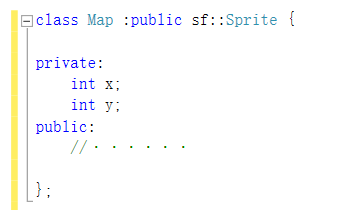 class Map :public sf::Sprite {
private:
    int x;
    int y;
public:
    //······
};